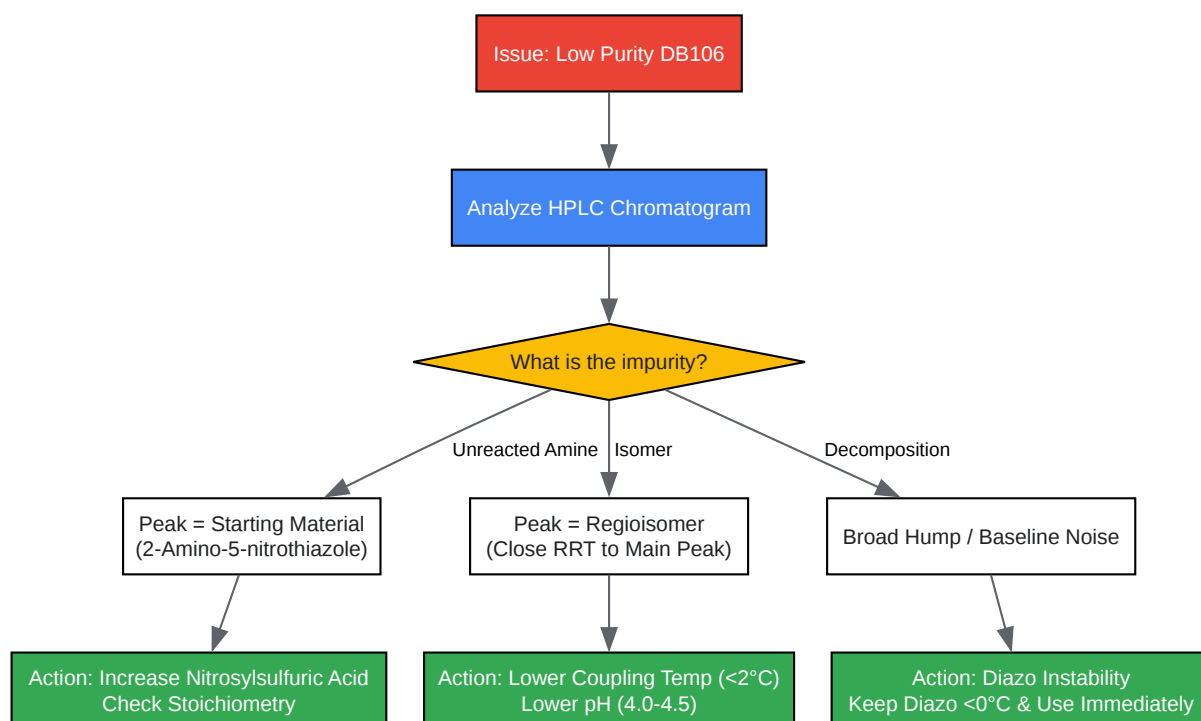 Issue: Low Purity DB106
Analyze HPLC Chromatogram
What is the impurity?
Unreacted Amine
Isomer
Decomposition
Peak = Starting Material
(2-Amino-5-nitrothiazole)
Peak = Regioisomer
(Close RRT to Main Peak)
Broad Hump / Baseline Noise
Action: Increase Nitrosylsulfuric Acid
Check Stoichiometry
Action: Lower Coupling Temp (<2°C)
Lower pH (4.0-4.5)
Action: Diazo Instability
Keep Diazo <0°C & Use Immediately